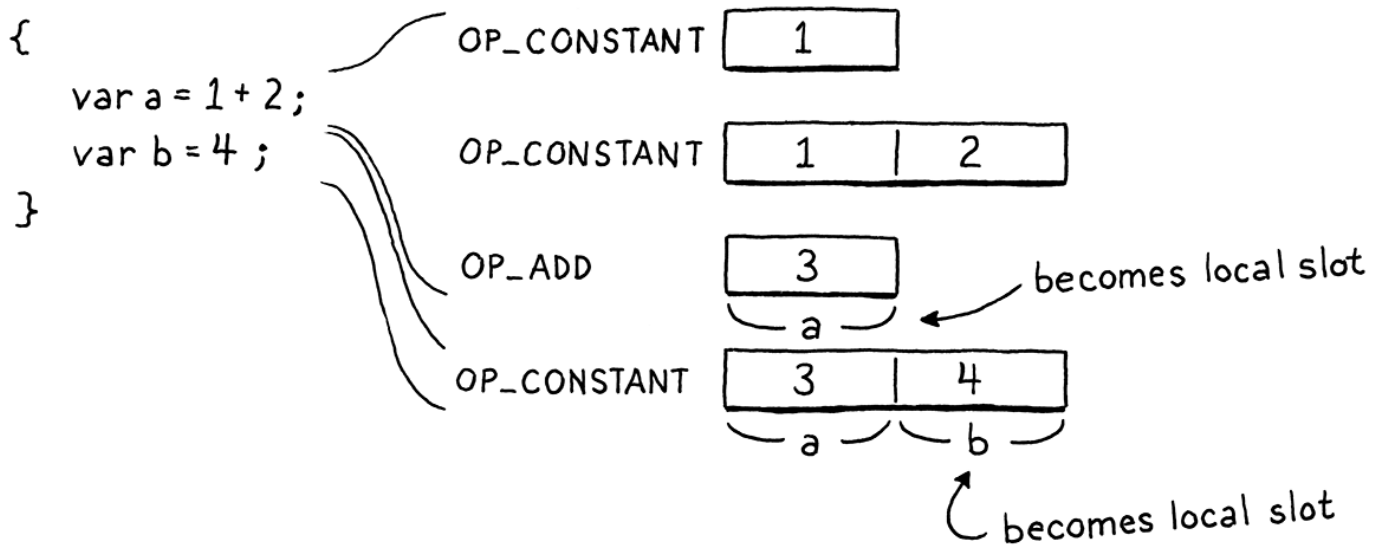 {
var a = 1 + 2 ;
var b = 4 ;
}
OP_CONSTANT 1
OP_CONSTANT 1 2
OP_ADD 3
a
becomes local slot
OP_CONSTANT 3 4
a b
becomes local slot